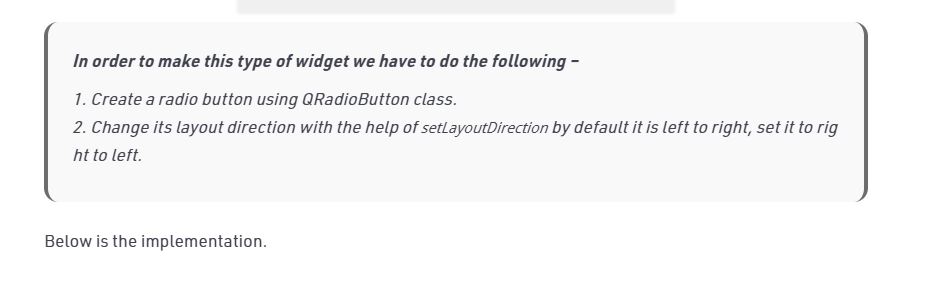 In order to make this type of widget we have to do the following –
1. Create a radio button using QRadioButton class.
2. Change its layout direction with the help of setLayoutDirection by default it is left to right, set it to rig
ht to left.
Below is the implementation.